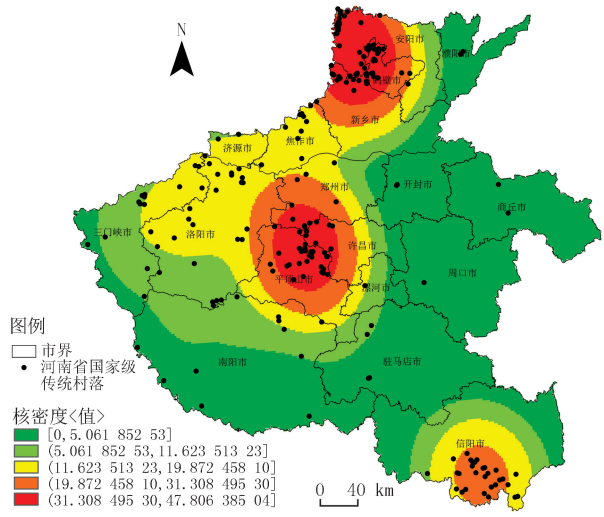 N
安阳市
濮阳市
鹤壁市
新乡市
焦作市
济源市
郑州市
开封市
商丘市
三门峡市
洛阳市
许昌市
平顶山市
漯河市
周口市
南阳市
驻马店市
信阳市
图例
市界
河南省国家级
传统村落
核密度<值>
[0,5.061 852 53]
(5.061 852 53,11.623 513 23]
(11.623 513 23,19.872 458 10]
(19.872 458 10,31.308 495 30]
(31.308 495 30,47.806 385 04]
0 40 km